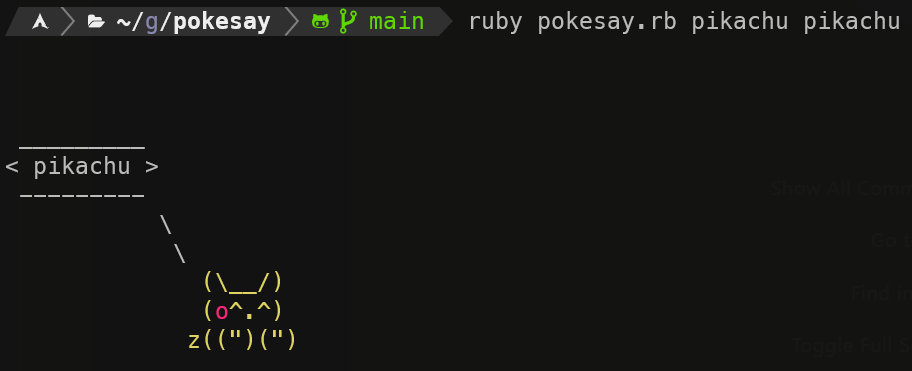 ~/g/pokesay main ruby pokesay.rb pikachu pikachu
_________
< pikachu >
---------
\
\
(\__/)
(o^.^)
z((")(")
Show All Comm
Go t
Find in
Toggle Full S